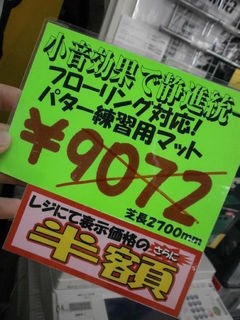 小音効果で静進統一
フローリング対応!
パター練習用マット
¥9072
芝長2700mm
レジにて表示価格のさらに
半額